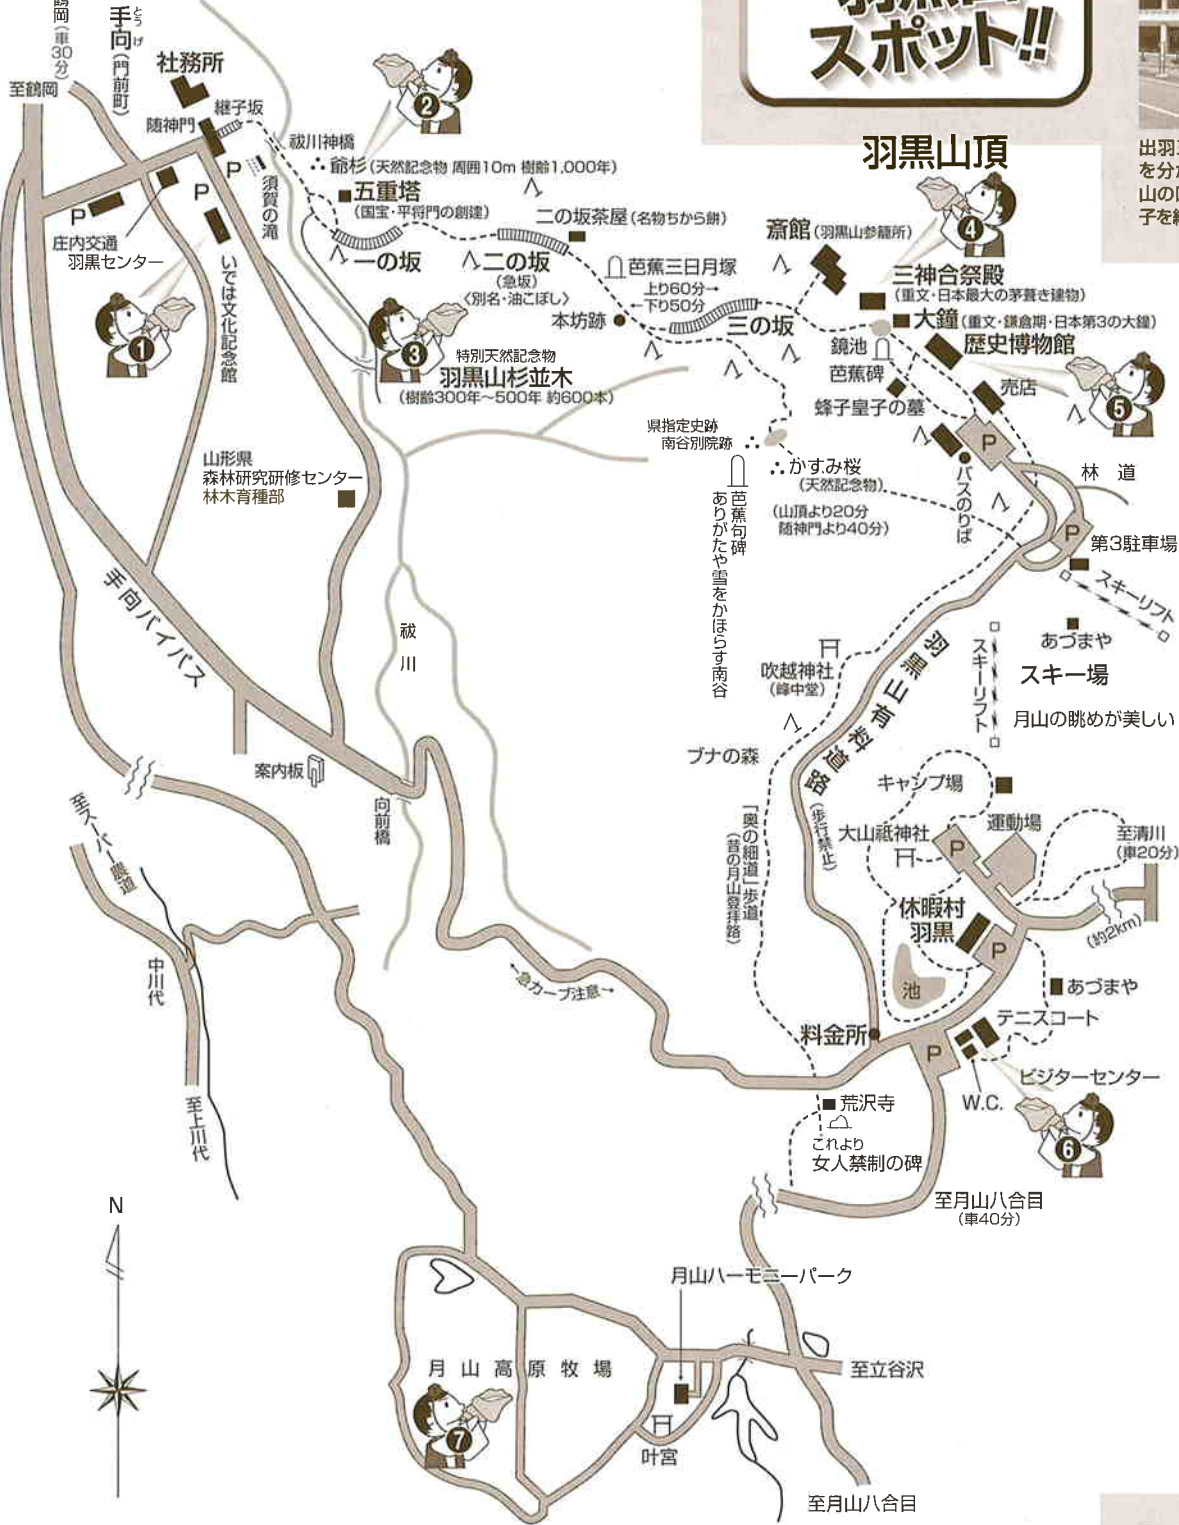 スポット!!
鶴岡(車30分)
手向(門前町)
とうげ
至鶴岡
社務所
継子坂
随神門
祓川神橋
P
P
P
須賀の滝
庄内交通
羽黒センター
いでは文化記念館
1
2
爺杉(天然記念物 周囲10m 樹齢1,000年)
五重塔
(国宝・平将門の創建)
一の坂
二の坂
(急坂)
〈別名・油こぼし〉
二の坂茶屋(名物ちから餅)
芭蕉三日月塚
上り60分→
←下り50分
本坊跡
三の坂
3
特別天然記念物
羽黒山杉並木
(樹齢300年〜500年 約600本)
羽黒山頂
4
斎館(羽黒山参籠所)
三神合祭殿
(重文・日本最大の茅葺き建物)
大鐘(重文・鎌倉期・日本第3の大鐘)
鏡池
歴史博物館
芭蕉碑
売店
蜂子皇子の墓
5
P
バスのりば
林道
P
第3駐車場
県指定史跡
南谷別院跡
かすみ桜
(天然記念物)
(山頂より20分
随神門より40分)
芭蕉句碑
ありがたや雪をかほらす南谷
山形県
森林研究研修センター
林木育種部
手向バイパス
祓川
案内板
向前橋
スキーリフト
あづまや
スキー場
スキーリフト
月山の眺めが美しい
羽黒山有料道路
(歩行禁止)
吹越神社
(峰中堂)
ブナの森
「奥の細道」歩道
(昔の月山登拝路)
キャンプ場
大山祇神社
運動場
P
至清川
(車20分)
(約2km)
休暇村
羽黒
P
池
あづまや
テニスコート
料金所
P
ビジターセンター
W.C.
6
荒沢寺
これより
女人禁制の碑
至月山八合目
(車40分)
←急カーブ注意→
至スーパー農道
中川代
至上川代
N
月山ハーモニーパーク
月山高原牧場
7
叶宮
至立谷沢
至月山八合目